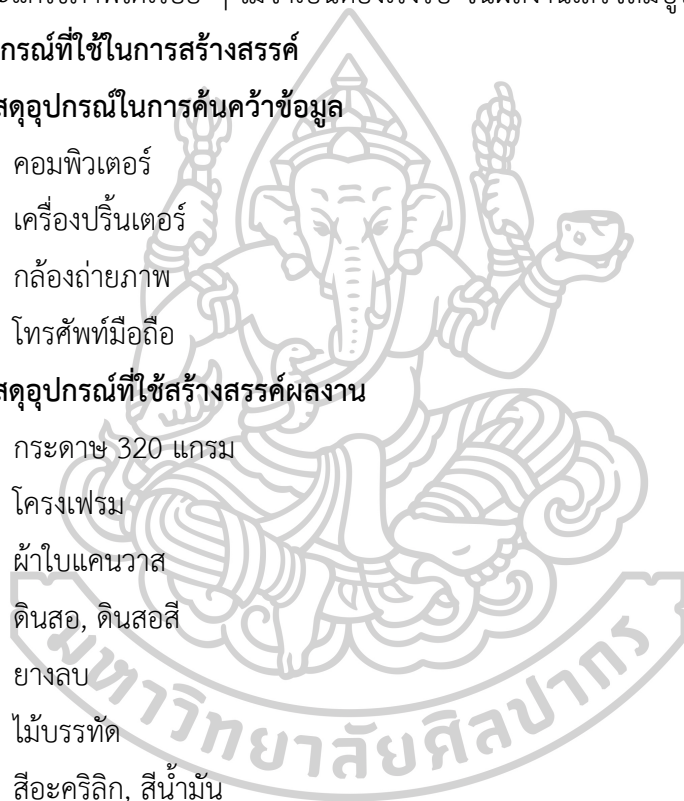 กรณ์ที่ใช้ในการสร้างสรรค์
สดุอุปกรณ์ในการค้นคว้าข้อมูล
คอมพิวเตอร์
เครื่องปริ้นเตอร์
กล้องถ่ายภาพ
โทรศัพท์มือถือ
สดุอุปกรณ์ที่ใช้สร้างสรรค์ผลงาน
กระดาษ 320 แกรม
โครงเฟรม
ผ้าใบแคนวาส
ดินสอ, ดินสอสี
ยางลบ
ไม้บรรทัด
สีอะคริลิก, สีน้ำมัน
มหาวิทยาลัยศิลปากร